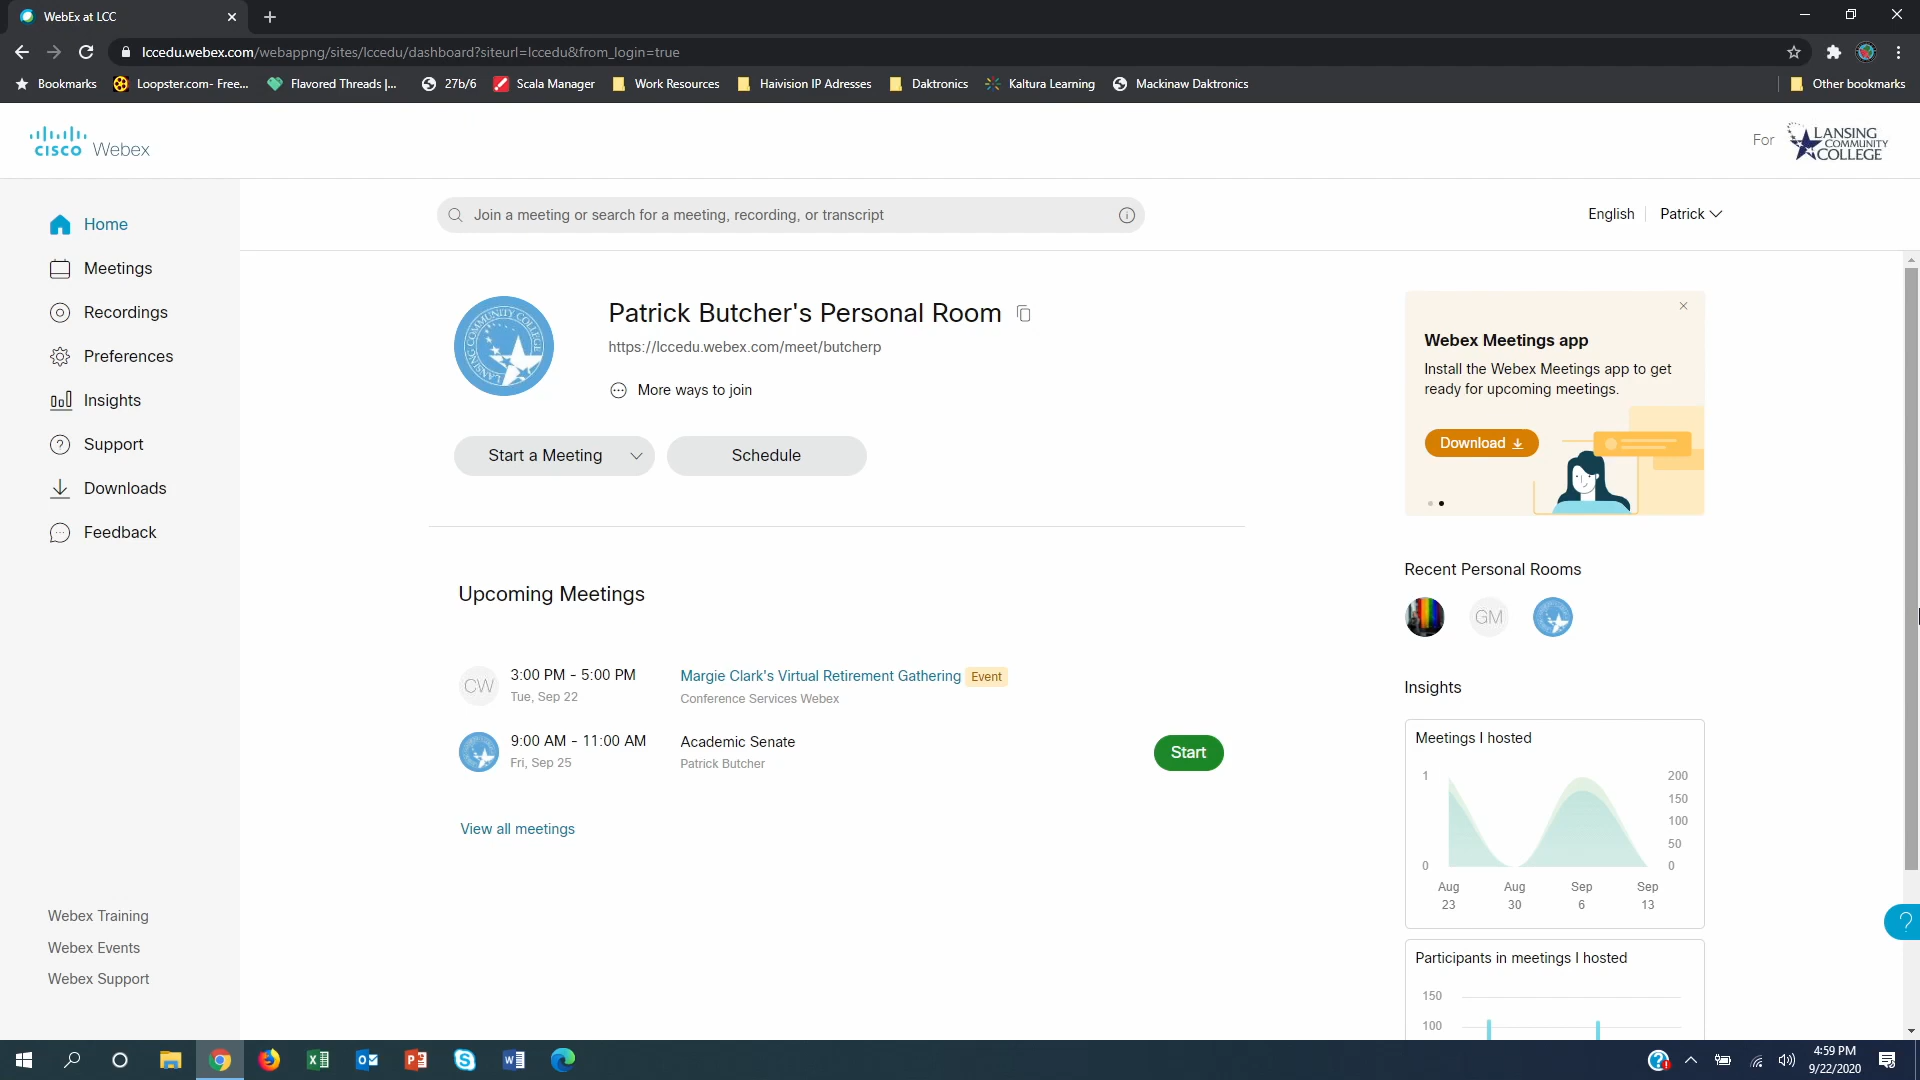 WebEx at LCC
lccedu.webex.com/webappng/sites/lccedu/dashboard?siteurl=lccedu&from_login=true
Bookmarks Loopster.com- Free... Flavored Threads |... 27b/6 Scala Manager Work Resources Haivision IP Adresses Daktronics Kaltura Learning Mackinaw Daktronics Other bookmarks
CISCO Webex
For LANSING COMMUNITY COLLEGE
Join a meeting or search for a meeting, recording, or transcript
English Patrick
Home
Meetings
Recordings
Preferences
Insights
Support
Downloads
Feedback
Webex Training
Webex Events
Webex Support
LANSING COMMUNITY COLLEGE
Patrick Butcher's Personal Room
https://lccedu.webex.com/meet/butcherp
More ways to join
Start a Meeting
Schedule
Upcoming Meetings
CW
3:00 PM - 5:00 PM Margie Clark's Virtual Retirement Gathering Event
Tue, Sep 22 Conference Services Webex
9:00 AM - 11:00 AM Academic Senate
Fri, Sep 25 Patrick Butcher
Start
View all meetings
Webex Meetings app
Install the Webex Meetings app to get
ready for upcoming meetings.
Download
Recent Personal Rooms
GM
Insights
Meetings I hosted
1 200
150
100
50
0 0
Aug Aug Sep Sep
23 30 6 13
Participants in meetings I hosted
150
100
?
4:59 PM
9/22/2020